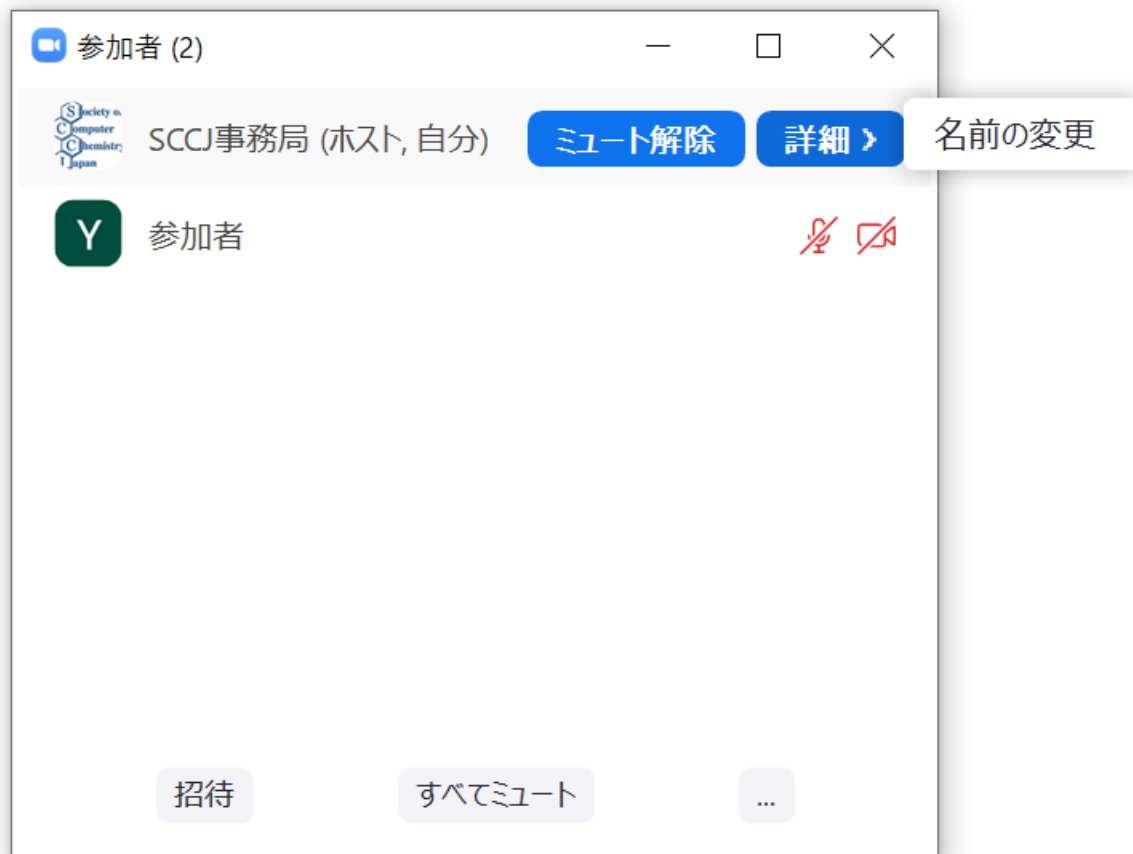 参加者 (2)
Society o
Computer
Chemistr
Japan
SCCJ事務局 (ホスト, 自分)
ミュート解除
詳細 >
名前の変更
Y
参加者
招待
すべてミュート
...